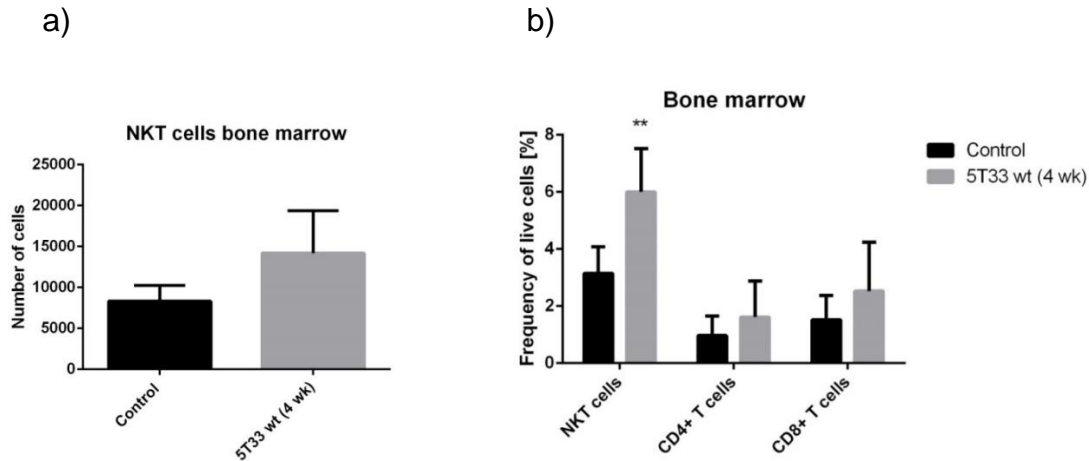 a)
NKT cells bone marrow
Number of cells
25000
20000
15000
10000
5000
0
Control
5T33 wt (4 wk)
b)
Bone marrow
Frequency of live cells [%]
8
6
4
2
0
**
NKT cells
CD4+ T cells
CD8+ T cells
Control
5T33 wt (4 wk)